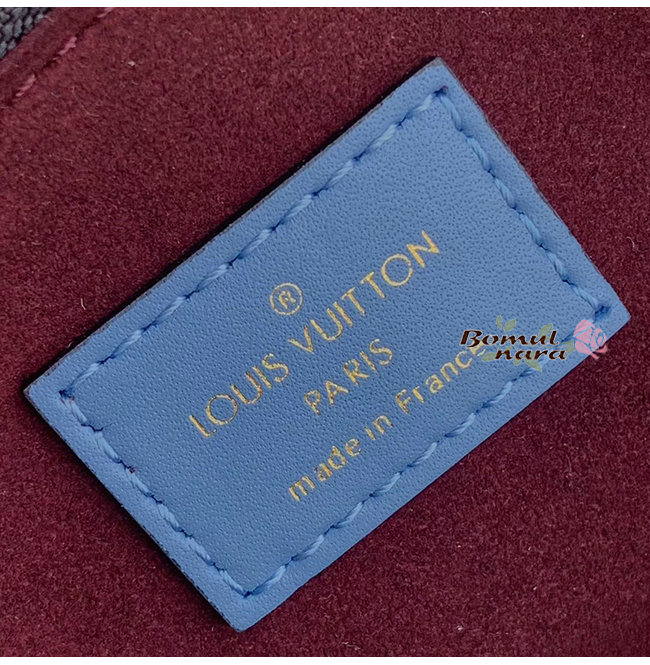 ®
LOUIS VUITTON
PARIS
made in France
Bomul
nara